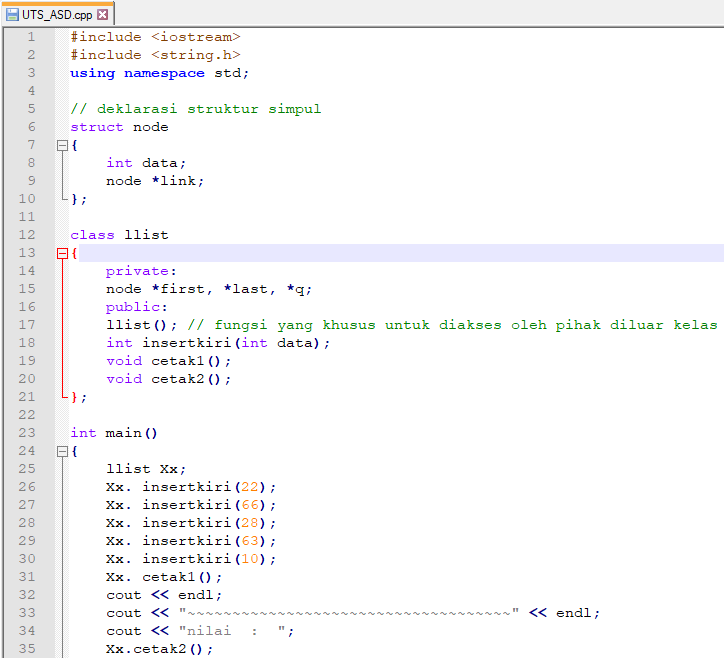 UTS_ASD.cpp
1 #include <iostream>
2 #include <string.h>
3 using namespace std;
4
5 // deklarasi struktur simpul
6 struct node
7 {
8     int data;
9     node *link;
10 };
11
12 class llist
13 {
14     private:
15     node *first, *last, *q;
16     public:
17     llist(); // fungsi yang khusus untuk diakses oleh pihak diluar kelas
18     int insertkiri(int data);
19     void cetak1();
20     void cetak2();
21 };
22
23 int main()
24 {
25     llist Xx;
26     Xx. insertkiri(22);
27     Xx. insertkiri(66);
28     Xx. insertkiri(28);
29     Xx. insertkiri(63);
30     Xx. insertkiri(10);
31     Xx. cetak1();
32     cout << endl;
33     cout << "~~~~~~~~~~~~~~~~~~~~~~~~~~~~~~~~~~~~" << endl;
34     cout << "nilai  :  ";
35     Xx.cetak2();